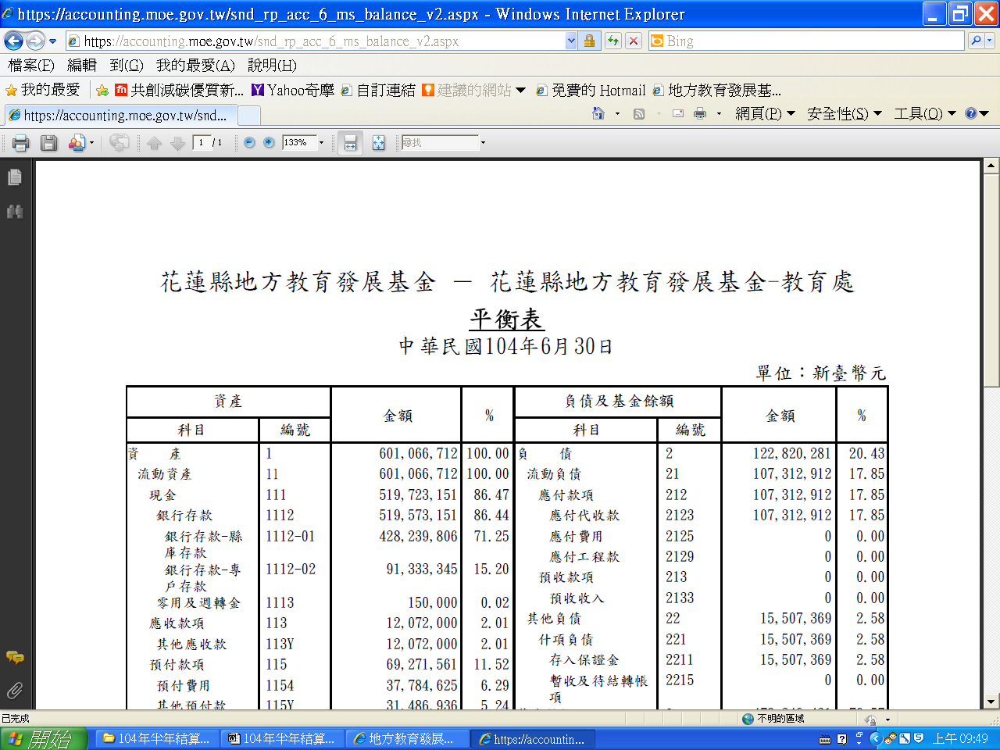 https://accounting.moe.gov.tw/snd_rp_acc_6_ms_balance_v2.aspx - Windows Internet Explorer
https://accounting.moe.gov.tw/snd_rp_acc_6_ms_balance_v2.aspx Bing
檔案(F) 編輯 到(G) 我的最愛(A) 說明(H)
我的最愛 共創減碳優質新... Yahoo奇摩 自訂連結 建議的網站 免費的 Hotmail 地方教育發展基...
https://accounting.moe.gov.tw/snd... 網頁(P) 安全性(S) 工具(O)
1 / 1 133% 尋找
花蓮縣地方教育發展基金 － 花蓮縣地方教育發展基金-教育處
平衡表
中華民國104年6月30日
單位：新臺幣元
資產 金額 % 負債及基金餘額 金額 %
科目 編號 科目 編號
資 產 1 601,066,712 100.00 負 債 2 122,820,281 20.43
流動資產 11 601,066,712 100.00 流動負債 21 107,312,912 17.85
現金 111 519,723,151 86.47 應付款項 212 107,312,912 17.85
銀行存款 1112 519,573,151 86.44 應付代收款 2123 107,312,912 17.85
銀行存款-縣庫存款 1112-01 428,239,806 71.25 應付費用 2125 0 0.00
應付工程款 2129 0 0.00
銀行存款-專戶存款 1112-02 91,333,345 15.20 預收款項 213 0 0.00
零用及週轉金 1113 150,000 0.02 預收收入 2133 0 0.00
應收款項 113 12,072,000 2.01 其他負債 22 15,507,369 2.58
其他應收款 113Y 12,072,000 2.01 什項負債 221 15,507,369 2.58
預付款項 115 69,271,561 11.52 存入保證金 2211 15,507,369 2.58
預付費用 1154 37,784,625 6.29 暫收及待結轉帳項 2215 0 0.00
其他預付款 115Y 31,486,936 5.24
已完成 不明的區域
開始 104年半年結算... 104年半年結算... 地方教育發展... https://accountin... 上午 09:49